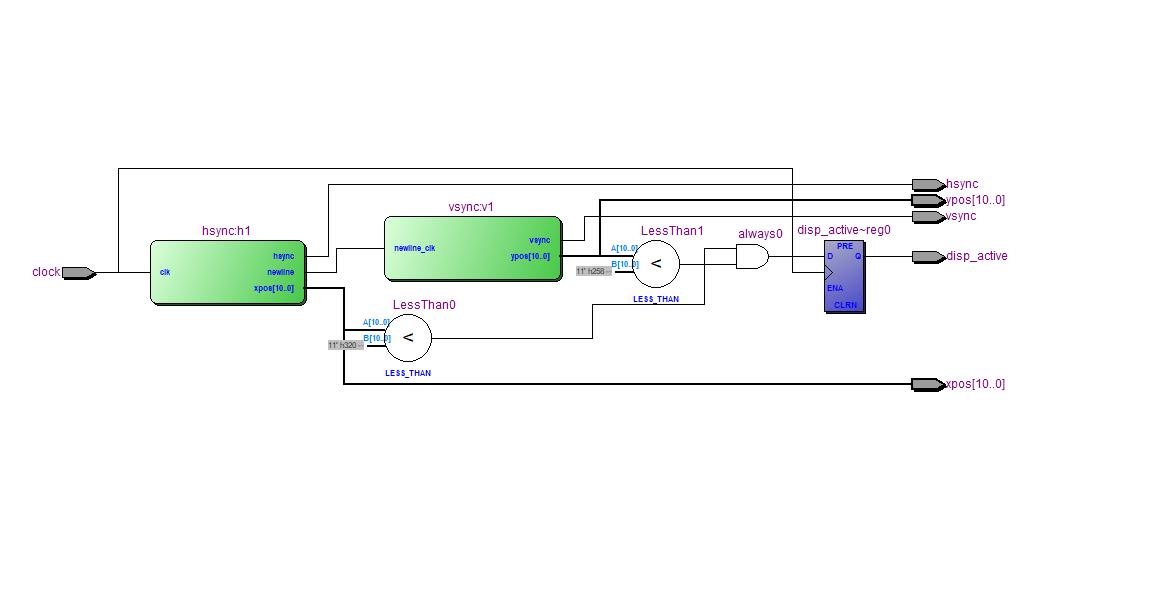 hsync
ypos[10..0]
vsync
vsync:v1
LessThan1
always0
disp_active~reg0
hsync:h1
newline_clk
vsync
ypos[10..0]
A[10..0]
B[10..0]
11' h258 --
<
LESS_THAN
PRE
D
Q
ENA
CLRN
disp_active
clock
clk
hsync
newline
xpos[10..0]
LessThan0
A[10..0]
B[10..0]
11' h320 --
<
LESS_THAN
xpos[10..0]